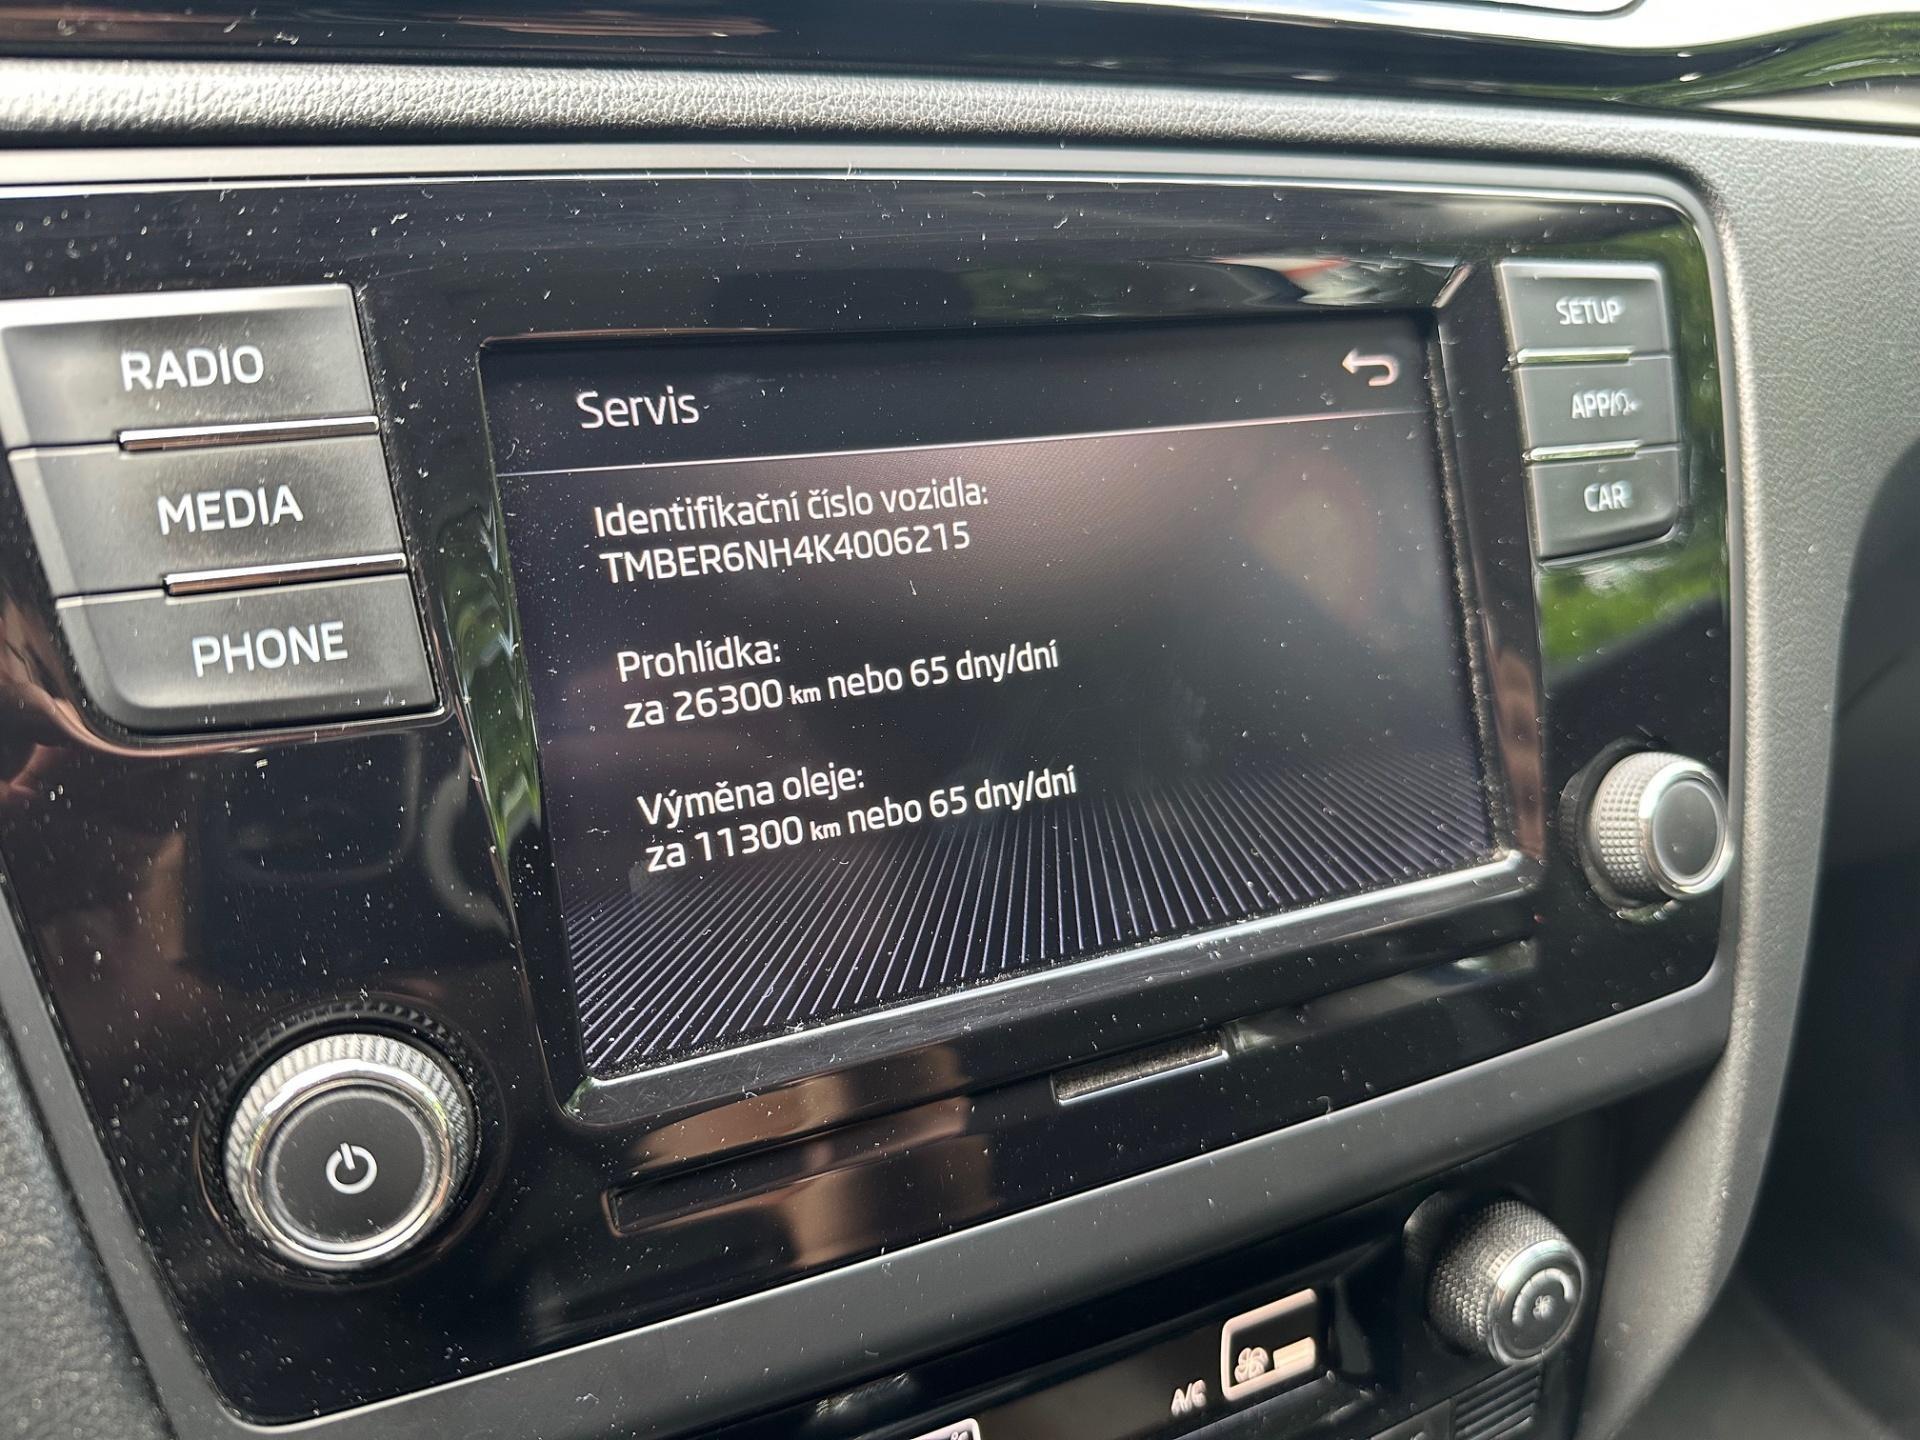 RADIO
MEDIA
PHONE
Servis
Identifikační číslo vozidla:
TMBER6NH4K4006215
Prohlídka:
za 26300 km nebo 65 dny/dní
Výměna oleje:
za 11300 km nebo 65 dny/dní
SETUP
APP/
CAR
A/C